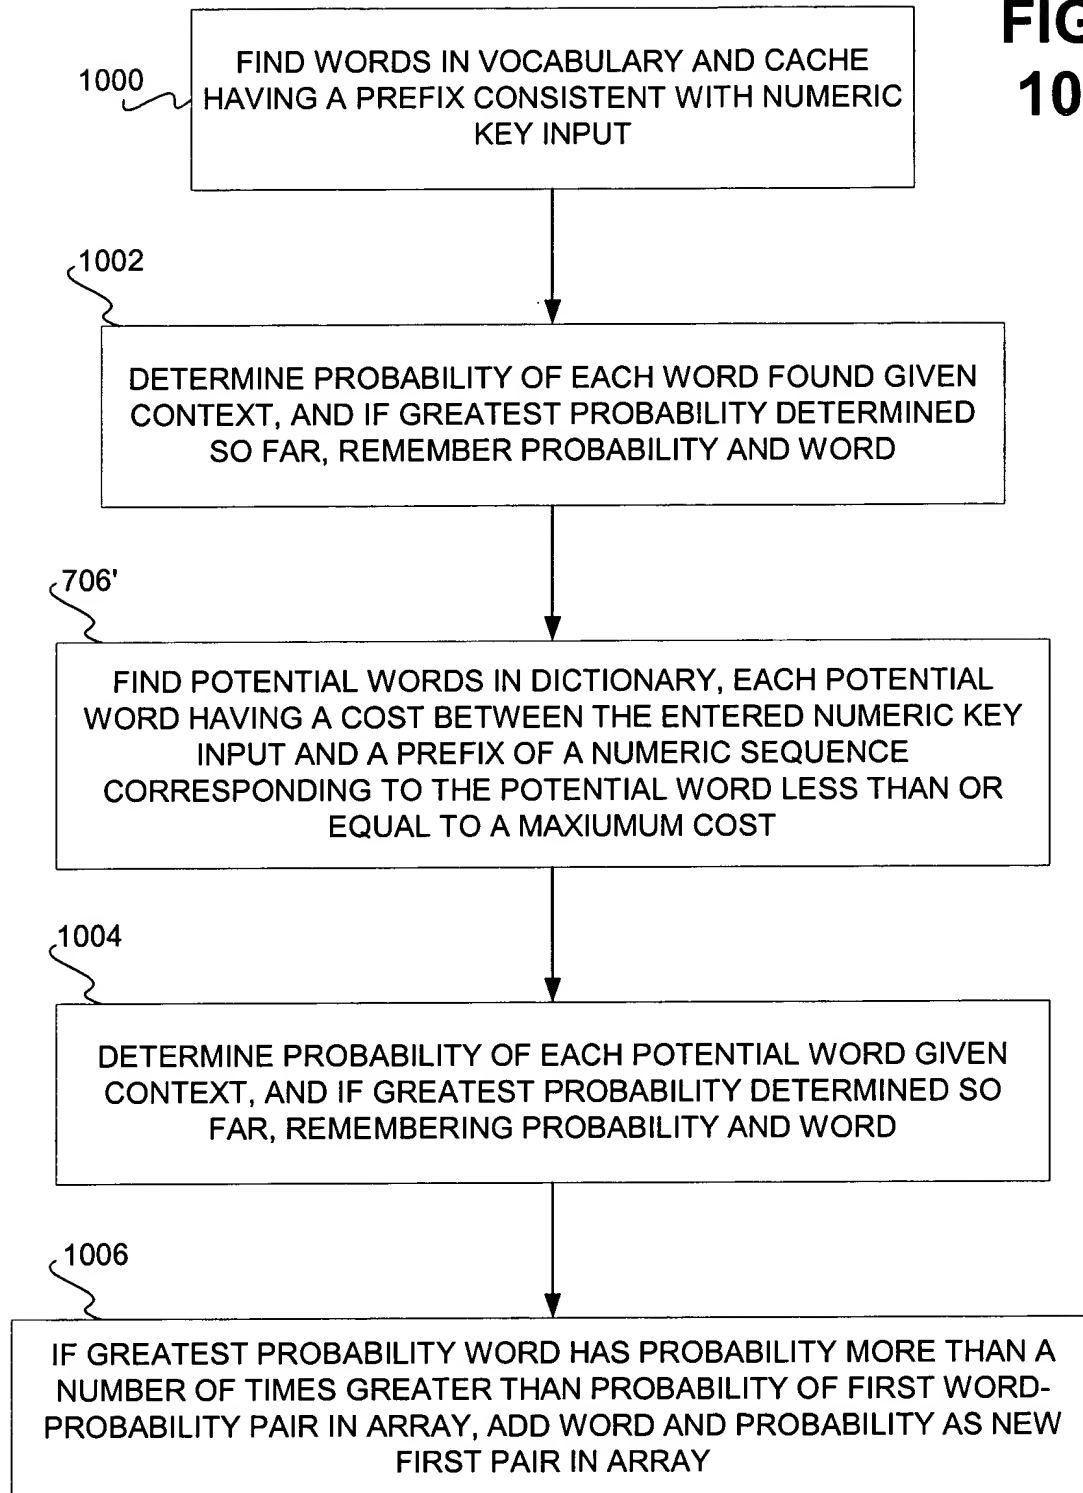 FIG
10
1000
FIND WORDS IN VOCABULARY AND CACHE
HAVING A PREFIX CONSISTENT WITH NUMERIC
KEY INPUT
1002
DETERMINE PROBABILITY OF EACH WORD FOUND GIVEN
CONTEXT, AND IF GREATEST PROBABILITY DETERMINED
SO FAR, REMEMBER PROBABILITY AND WORD
706'
FIND POTENTIAL WORDS IN DICTIONARY, EACH POTENTIAL
WORD HAVING A COST BETWEEN THE ENTERED NUMERIC KEY
INPUT AND A PREFIX OF A NUMERIC SEQUENCE
CORRESPONDING TO THE POTENTIAL WORD LESS THAN OR
EQUAL TO A MAXIUMUM COST
1004
DETERMINE PROBABILITY OF EACH POTENTIAL WORD GIVEN
CONTEXT, AND IF GREATEST PROBABILITY DETERMINED SO
FAR, REMEMBERING PROBABILITY AND WORD
1006
IF GREATEST PROBABILITY WORD HAS PROBABILITY MORE THAN A
NUMBER OF TIMES GREATER THAN PROBABILITY OF FIRST WORD-
PROBABILITY PAIR IN ARRAY, ADD WORD AND PROBABILITY AS NEW
FIRST PAIR IN ARRAY